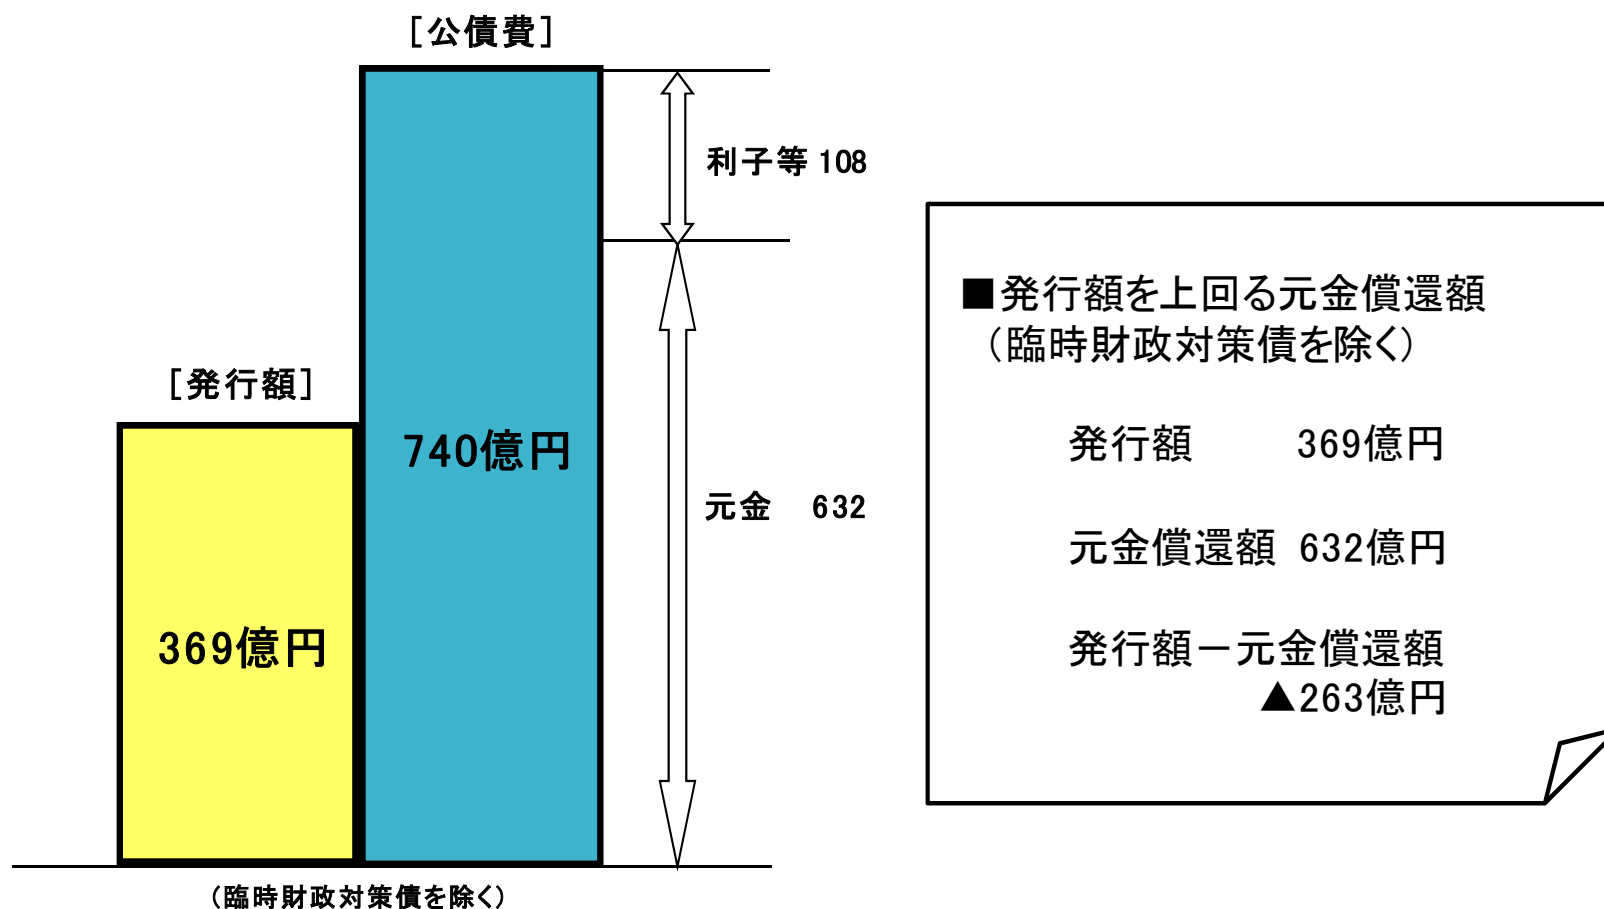 [公債費]
利子等 108
[発行額]
740億円
元金 632
369億円
(臨時財政対策債を除く)
■発行額を上回る元金償還額
(臨時財政対策債を除く)
発行額 369億円
元金償還額 632億円
発行額－元金償還額
▲263億円